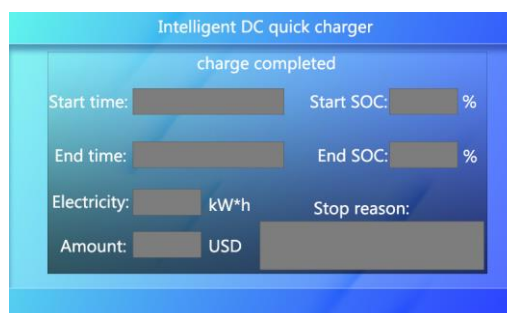 Intelligent DC quick charger
charge completed
Start time: Start SOC: %
End time: End SOC: %
Electricity: kW*h Stop reason:
Amount: USD